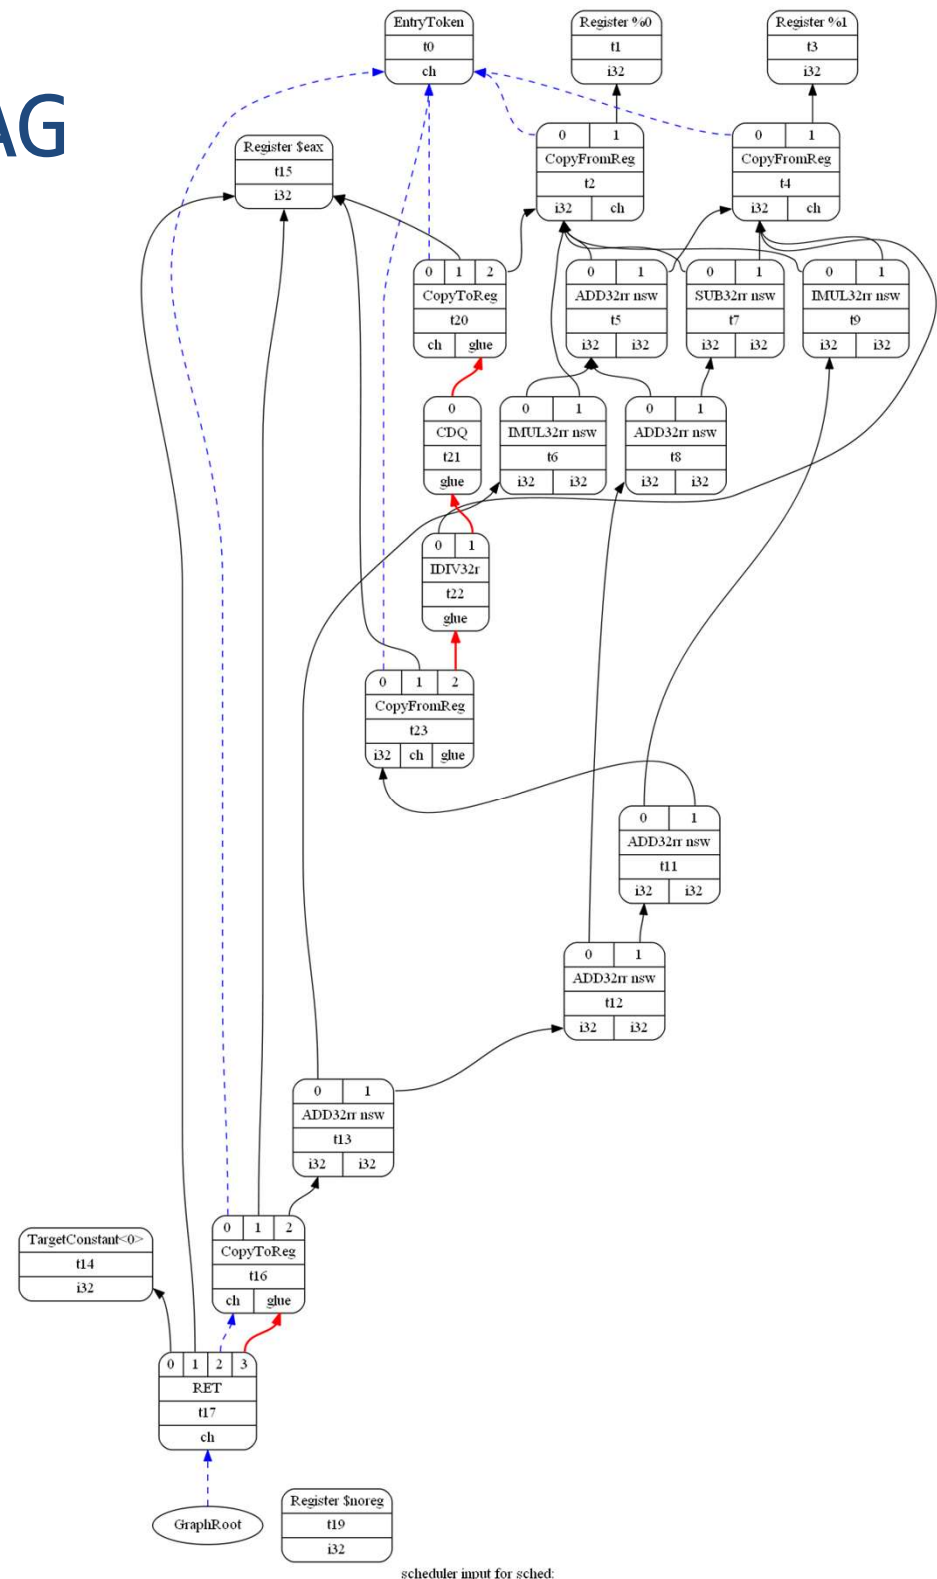 EntryToken
t0
ch
Register %0
t1
i32
Register %1
t3
i32
AG
0 1
CopyFromReg
t2
i32 ch
0 1
CopyFromReg
t4
i32 ch
Register $eax
t15
i32
0 1 2
CopyToReg
t20
ch glue
0 1
ADD32rr nsw
t5
i32 i32
0 1
SUB32rr nsw
t7
i32 i32
0 1
IMUL32rr nsw
t9
i32 i32
0
CDQ
t21
glue
0 1
IMUL32rr nsw
t6
i32 i32
0 1
ADD32rr nsw
t8
i32 i32
0 1
IDIV32r
t22
glue
0 1 2
CopyFromReg
t23
i32 ch glue
0 1
ADD32rr nsw
t11
i32 i32
0 1
ADD32rr nsw
t12
i32 i32
0 1
ADD32rr nsw
t13
i32 i32
TargetConstant<0>
t14
i32
0 1 2
CopyToReg
t16
ch glue
0 1 2 3
RET
t17
ch
GraphRoot
Register $noreg
t19
i32
scheduler input for sched: